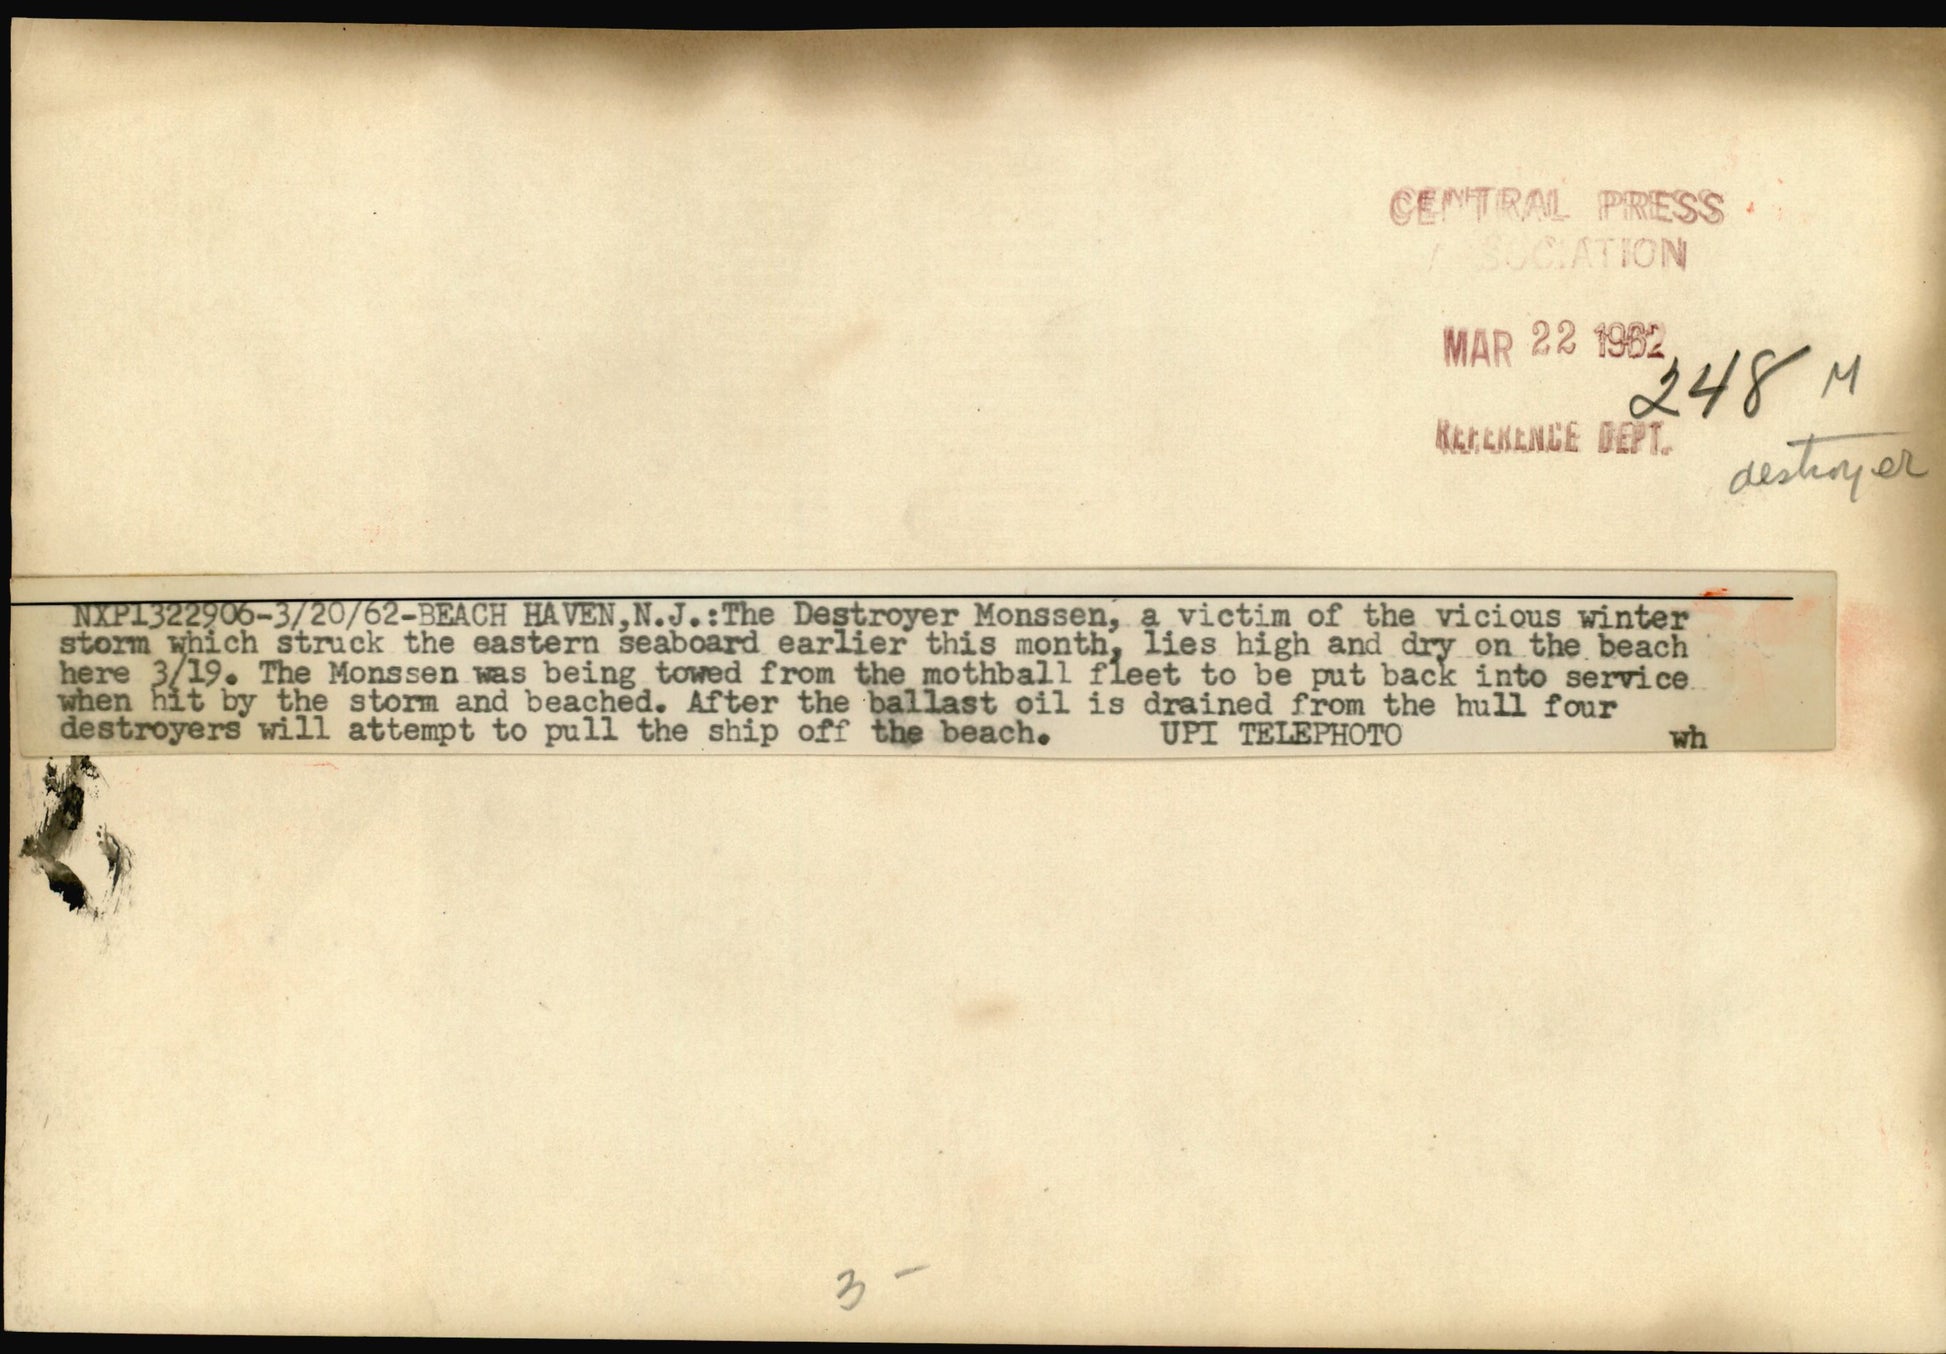 CENTRAL PRESS
ASSOCIATION
MAR 22 1962
248 M
REFERENCE DEPT.
destroyer
NXP1322906-3/20/62-BEACH HAVEN,N.J.:The Destroyer Monssen, a victim of the vicious winter
storm which struck the eastern seaboard earlier this month, lies high and dry on the beach
here 3/19. The Monssen was being towed from the mothball fleet to be put back into service
when hit by the storm and beached. After the ballast oil is drained from the hull four
destroyers will attempt to pull the ship off the beach. UPI TELEPHOTO wh
3 -